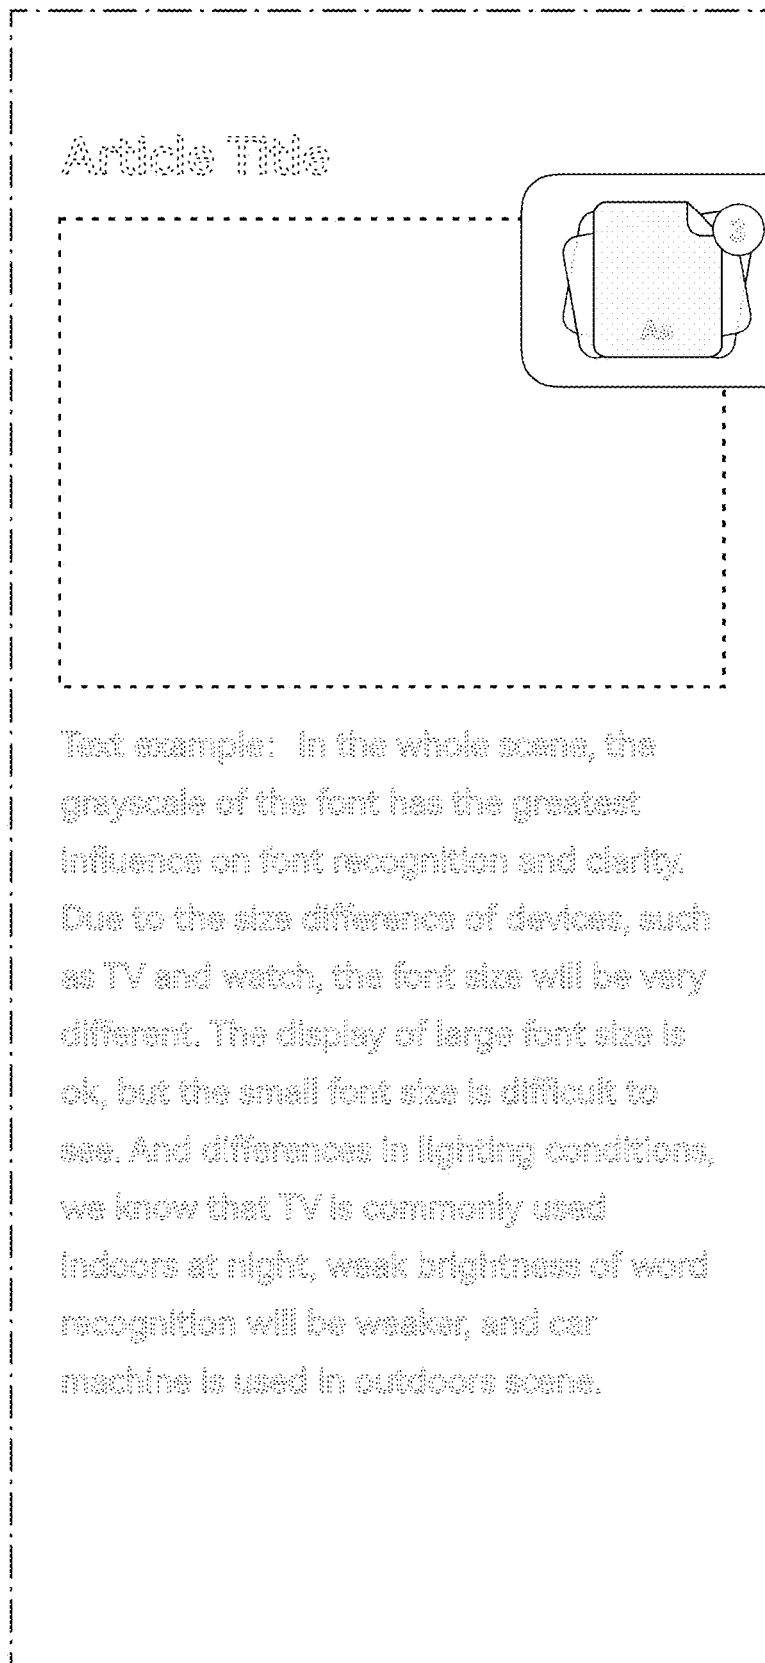 Article Title
3
Aa
Text example: In the whole scene, the
grayscale of the font has the greatest
influence on font recognition and clarity.
Due to the size difference of devices, such
as TV and watch, the font size will be very
different. The display of large font size is
ok, but the small font size is difficult to
see. And differences in lighting conditions,
we know that TV is commonly used
indoors at night, weak brightness of word
recognition will be weaker, and car
machine is used in outdoors scene.